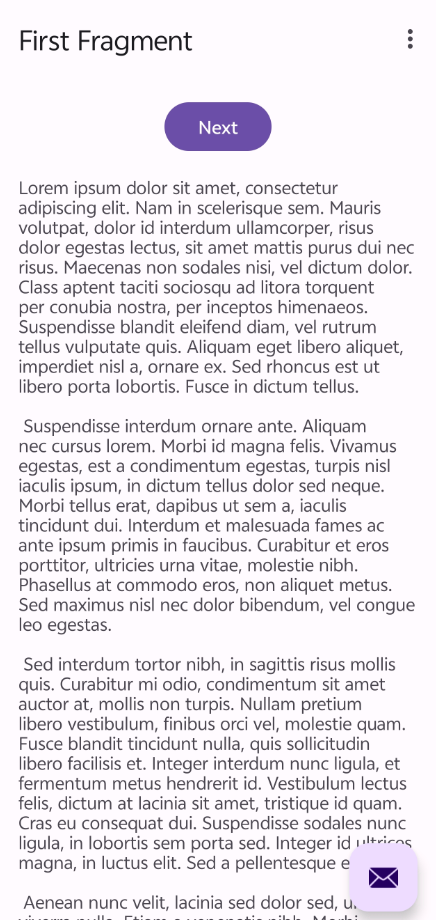 First Fragment
Next
Lorem ipsum dolor sit amet, consectetur
adipiscing elit. Nam in scelerisque sem. Mauris
volutpat, dolor id interdum ullamcorper, risus
dolor egestas lectus, sit amet mattis purus dui nec
risus. Maecenas non sodales nisi, vel dictum dolor.
Class aptent taciti sociosqu ad litora torquent
per conubia nostra, per inceptos himenaeos.
Suspendisse blandit eleifend diam, vel rutrum
tellus vulputate quis. Aliquam eget libero aliquet,
imperdiet nisl a, ornare ex. Sed rhoncus est ut
libero porta lobortis. Fusce in dictum tellus.
Suspendisse interdum ornare ante. Aliquam
nec cursus lorem. Morbi id magna felis. Vivamus
egestas, est a condimentum egestas, turpis nisl
iaculis ipsum, in dictum tellus dolor sed neque.
Morbi tellus erat, dapibus ut sem a, iaculis
tincidunt dui. Interdum et malesuada fames ac
ante ipsum primis in faucibus. Curabitur et eros
porttitor, ultricies urna vitae, molestie nibh.
Phasellus at commodo eros, non aliquet metus.
Sed maximus nisl nec dolor bibendum, vel congue
leo egestas.
Sed interdum tortor nibh, in sagittis risus mollis
quis. Curabitur mi odio, condimentum sit amet
auctor at, mollis non turpis. Nullam pretium
libero vestibulum, finibus orci vel, molestie quam.
Fusce blandit tincidunt nulla, quis sollicitudin
libero facilisis et. Integer interdum nunc ligula, et
fermentum metus hendrerit id. Vestibulum lectus
felis, dictum at lacinia sit amet, tristique id quam.
Cras eu consequat dui. Suspendisse sodales nunc
ligula, in lobortis sem porta sed. Integer id ultrices
magna, in luctus elit. Sed a pellentesque
Aenean nunc velit, lacinia sed dolor sed,